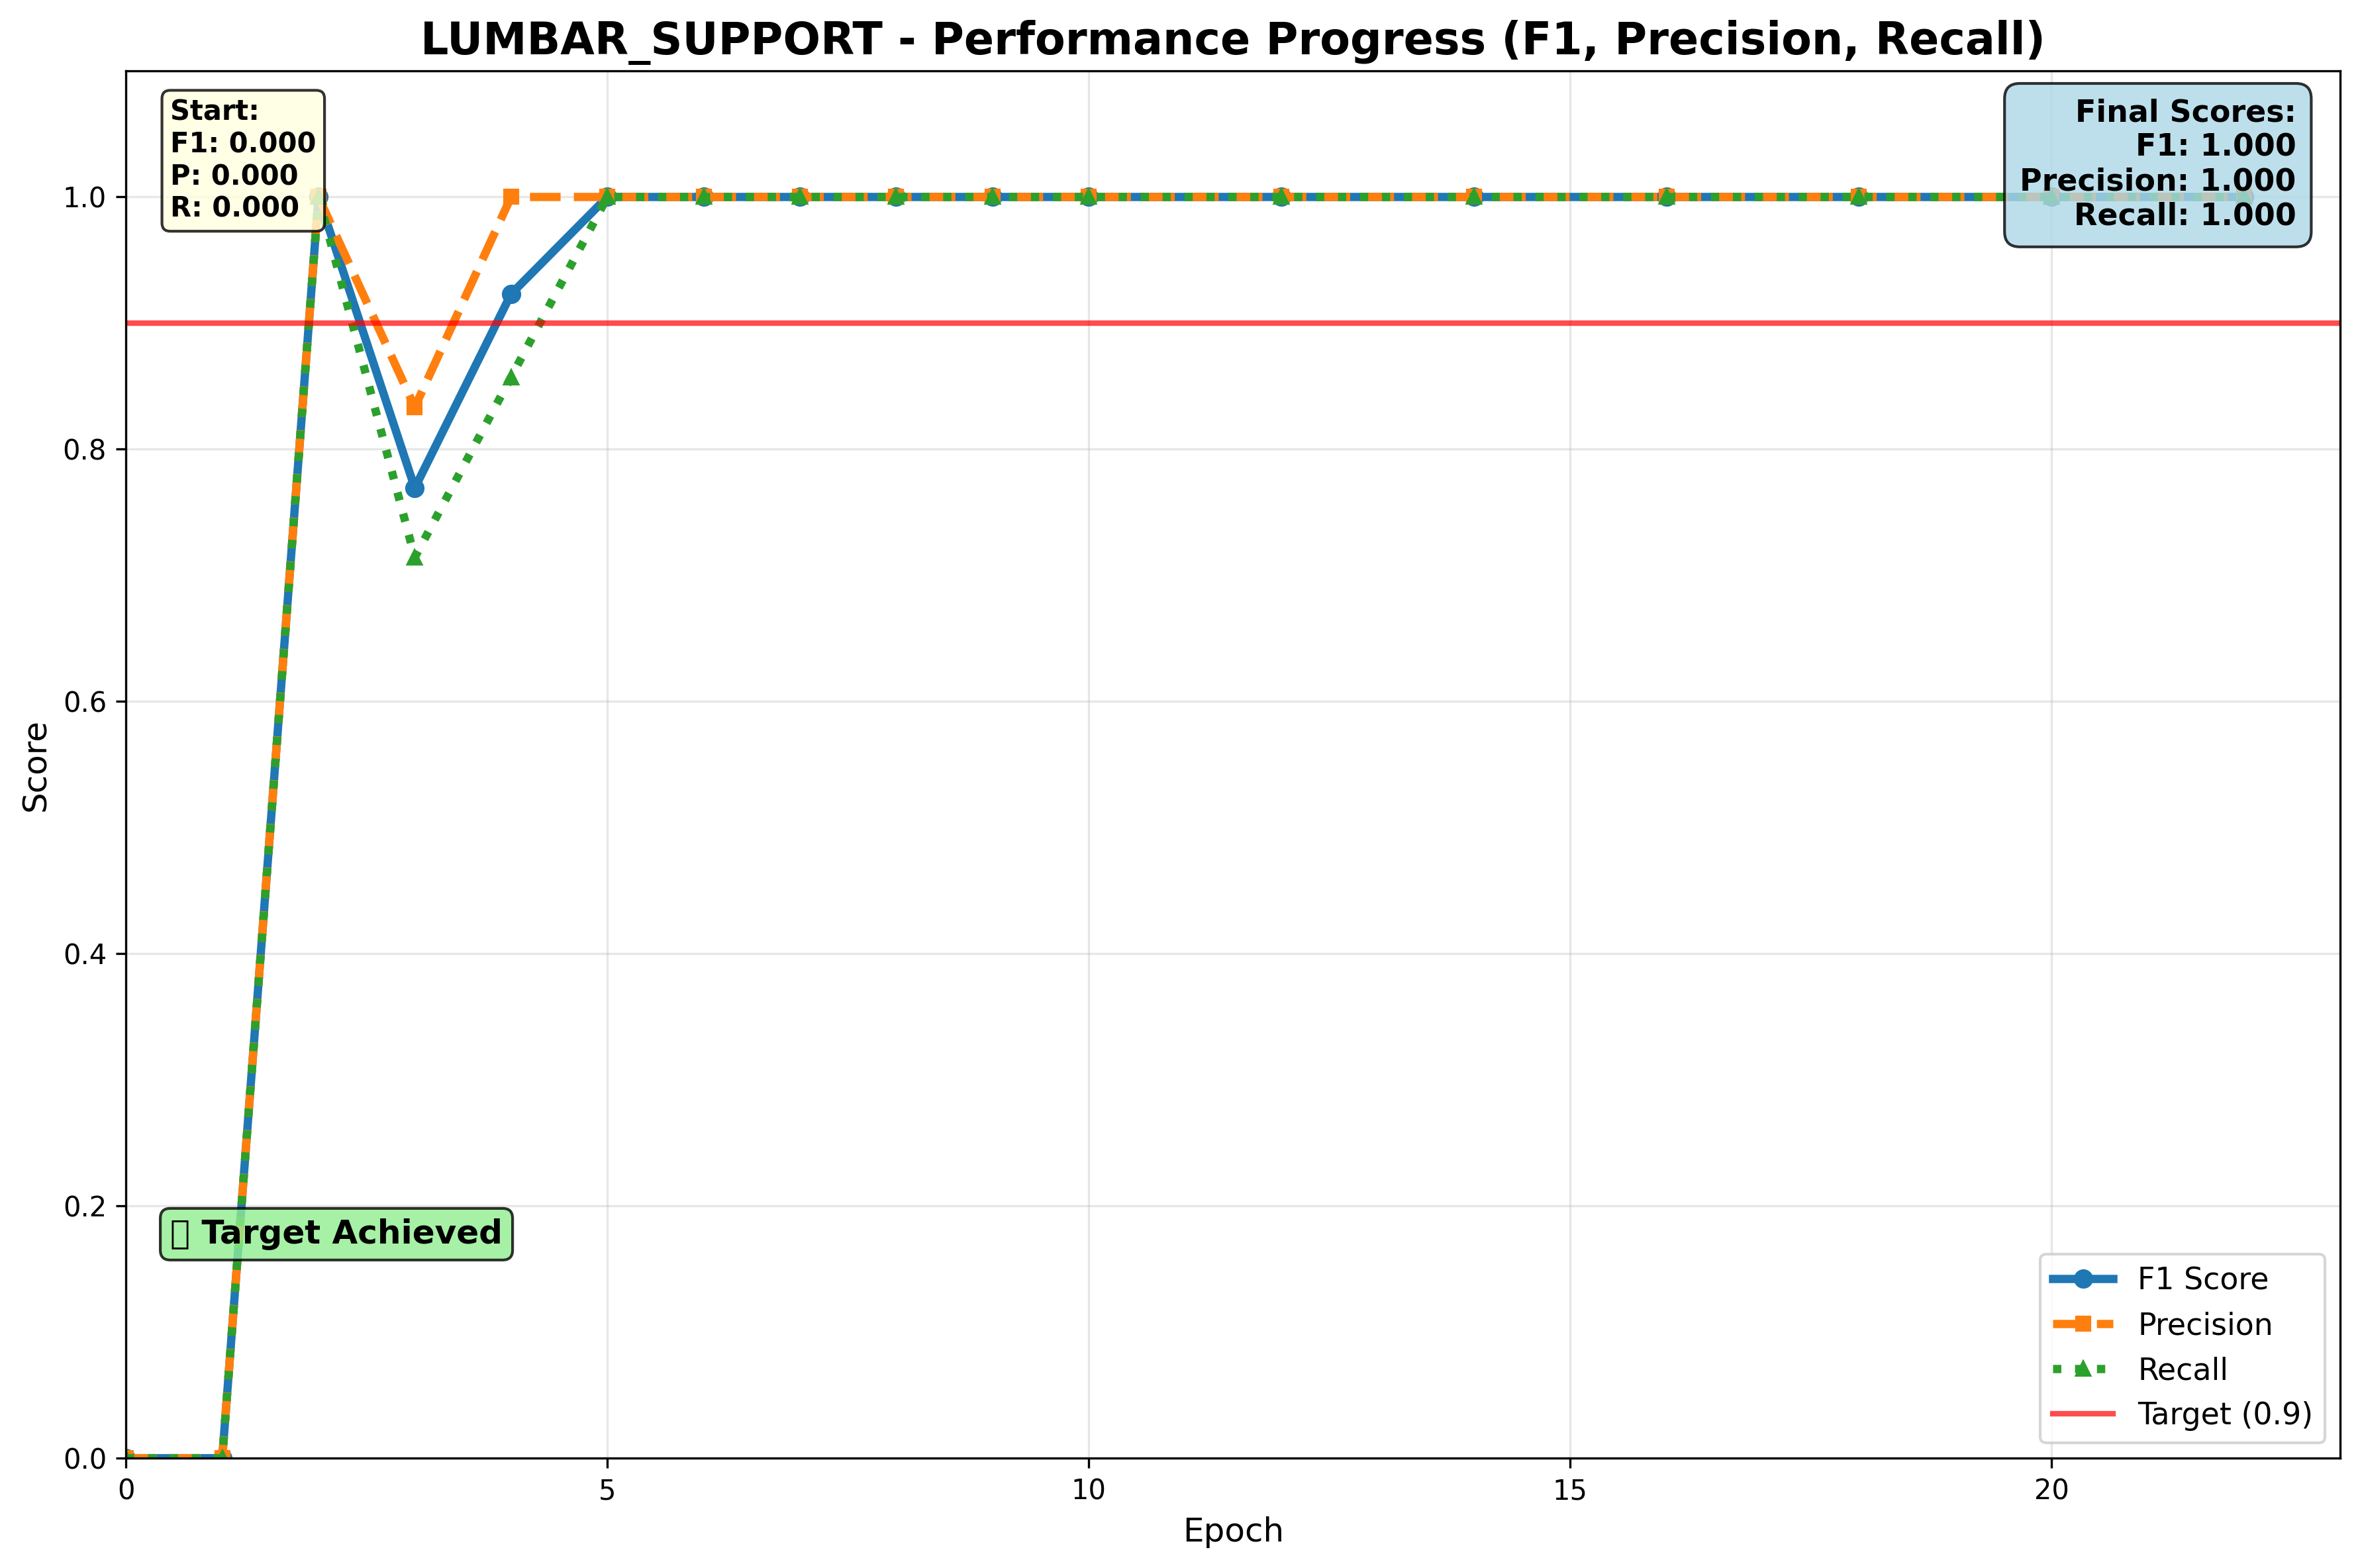 LUMBAR_SUPPORT - Performance Progress (F1, Precision, Recall)
Start:
F1: 0.000
P: 0.000
R: 0.000
Final Scores:
F1: 1.000
Precision: 1.000
Recall: 1.000
1.0
0.8
0.6
0.4
0.2
0.0
Score
Target Achieved
F1 Score
Precision
Recall
Target (0.9)
0 5 10 15 20
Epoch